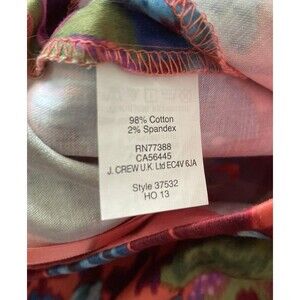 98% Cotton
2% Spandex
RN77388
CA56445
J. CREW U.K. Ltd EC4V 6JA
Style 37532
HO 13